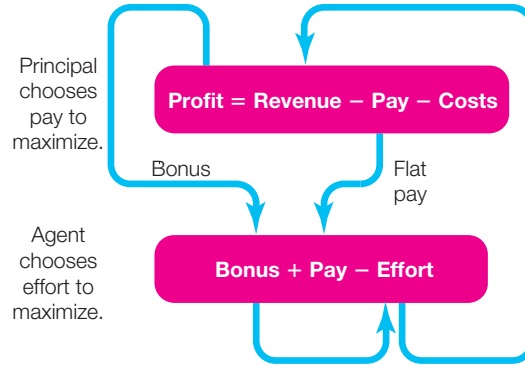 Principal
chooses
pay to
maximize.
Profit = Revenue − Pay − Costs
Bonus
Flat
pay
Agent
chooses
effort to
maximize.
Bonus + Pay − Effort